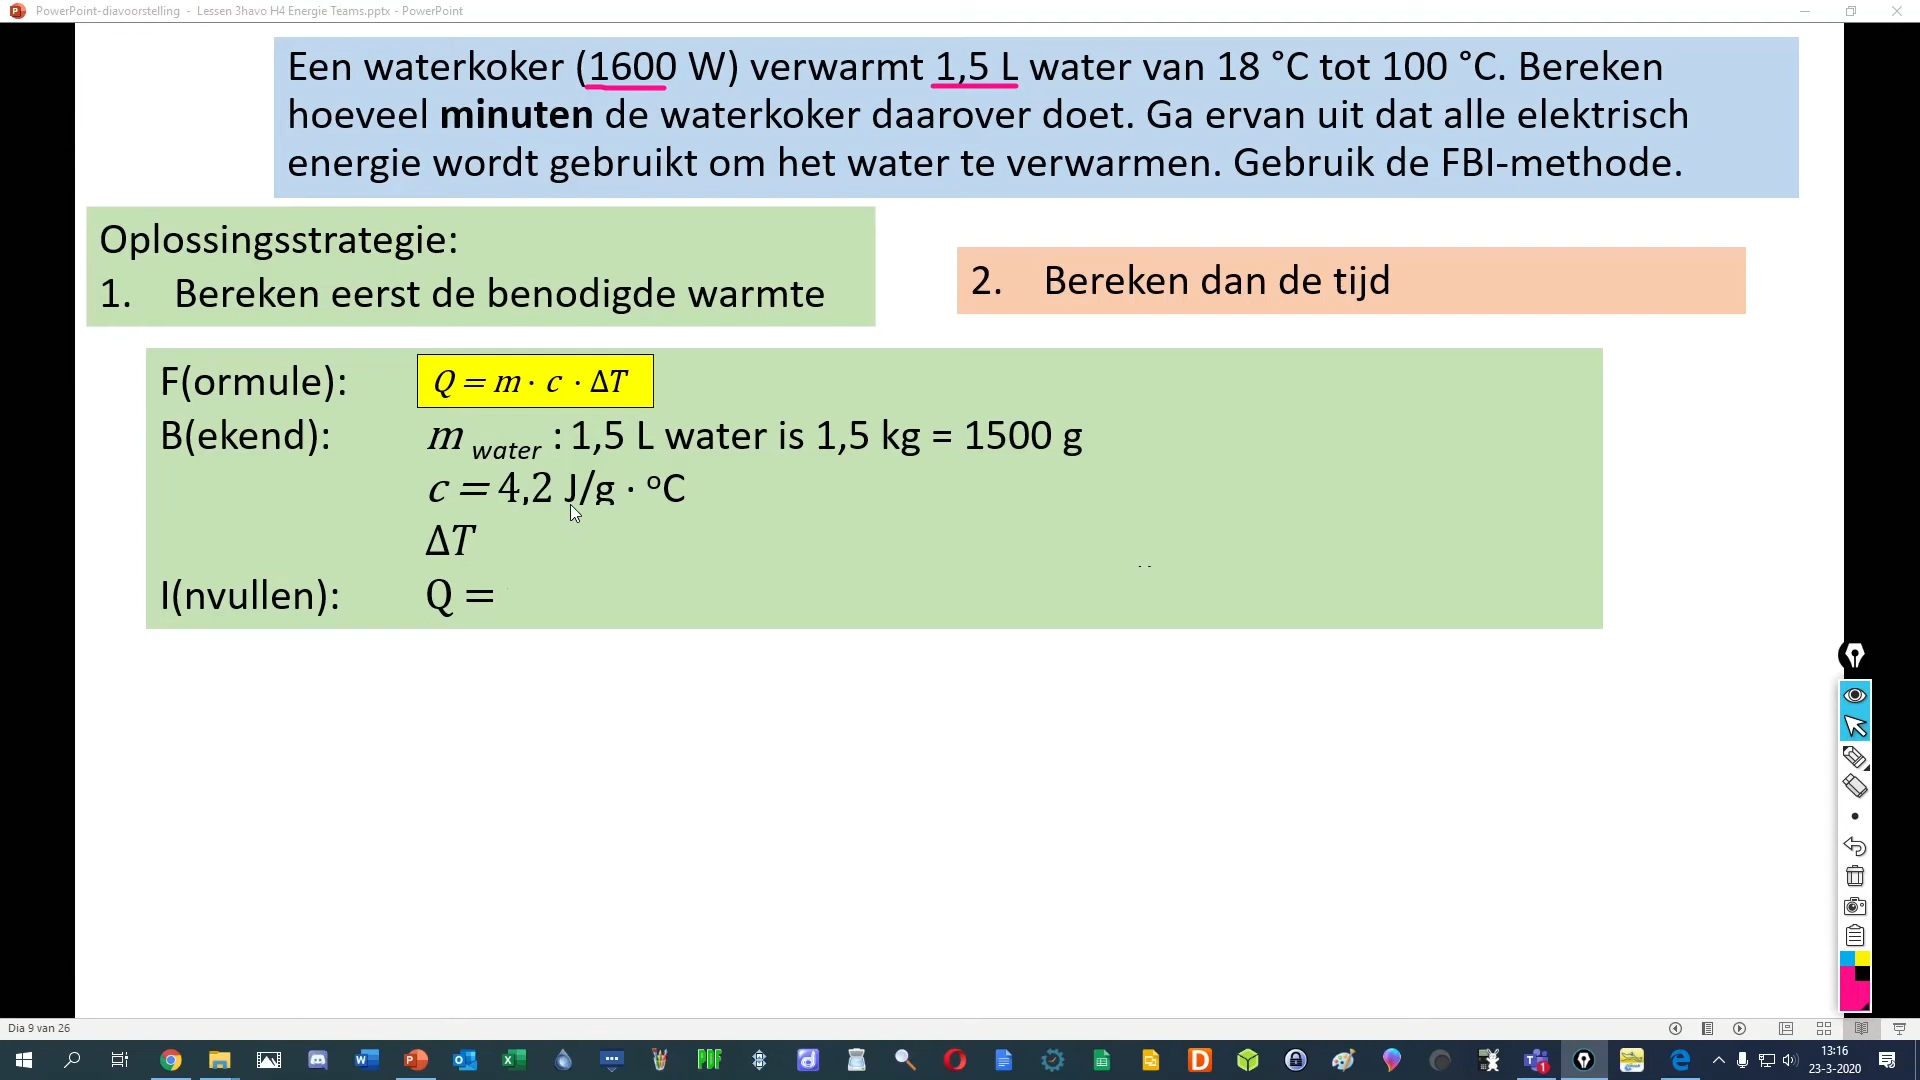 PowerPoint-diavoorstelling - Lessen 3havo H4 Energie Teams.pptx - PowerPoint
Een waterkoker (1600 W) verwarmt 1,5 L water van 18 °C tot 100 °C. Bereken
hoeveel minuten de waterkoker daarover doet. Ga ervan uit dat alle elektrisch
energie wordt gebruikt om het water te verwarmen. Gebruik de FBI-methode.
Oplossingsstrategie:
1. Bereken eerst de benodigde warmte
2. Bereken dan de tijd
F(ormule): Q = m · c · ΔT
B(ekend): m water : 1,5 L water is 1,5 kg = 1500 g
c = 4,2 J/g · °C
ΔT
I(nvullen): Q =
Dia 9 van 26
13:16
23-3-2020